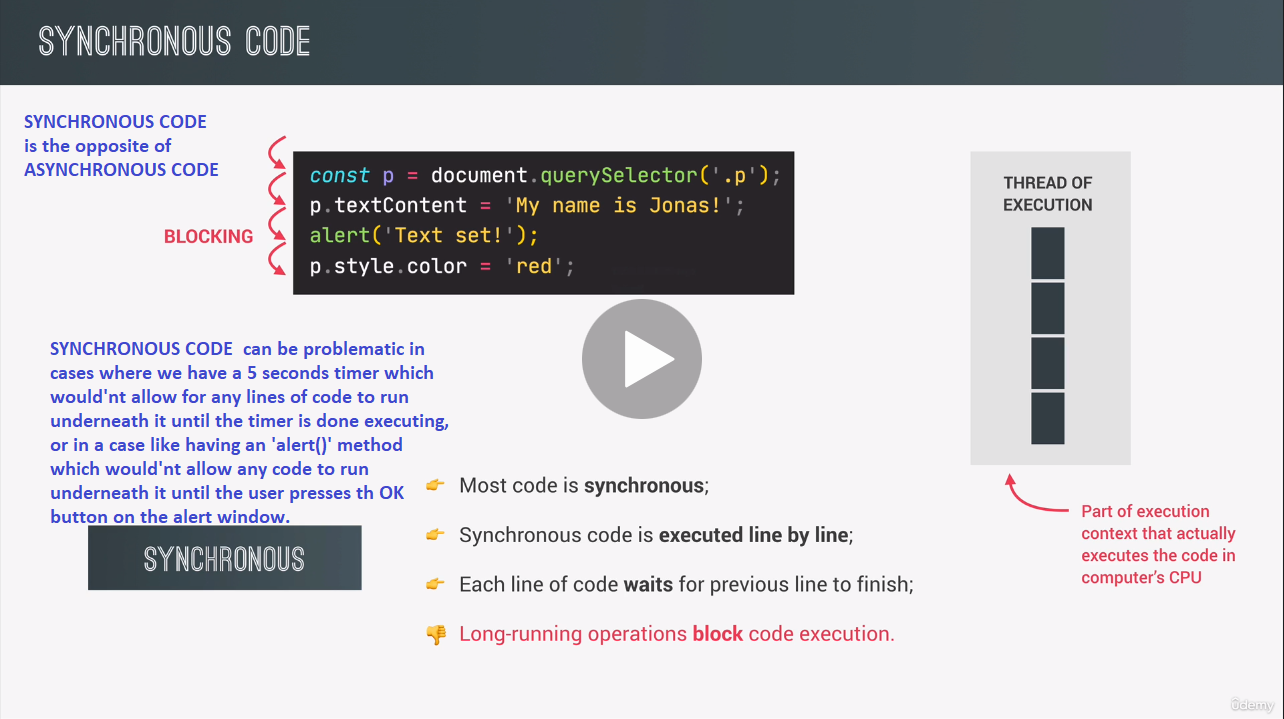 SYNCHRONOUS CODE
SYNCHRONOUS CODE
is the opposite of
ASYNCHRONOUS CODE
BLOCKING
const p = document.querySelector('.p');
p.textContent = 'My name is Jonas!';
alert('Text set!');
p.style.color = 'red';
THREAD OF
EXECUTION
SYNCHRONOUS CODE can be problematic in
cases where we have a 5 seconds timer which
would'nt allow for any lines of code to run
underneath it until the timer is done executing,
or in a case like having an 'alert()' method
which would'nt allow any code to run
underneath it until the user presses th OK
button on the alert window.
SYNCHRONOUS
👉 Most code is synchronous;
👉 Synchronous code is executed line by line;
👉 Each line of code waits for previous line to finish;
👎 Long-running operations block code execution.
Part of execution
context that actually
executes the code in
computer's CPU
ûdemy